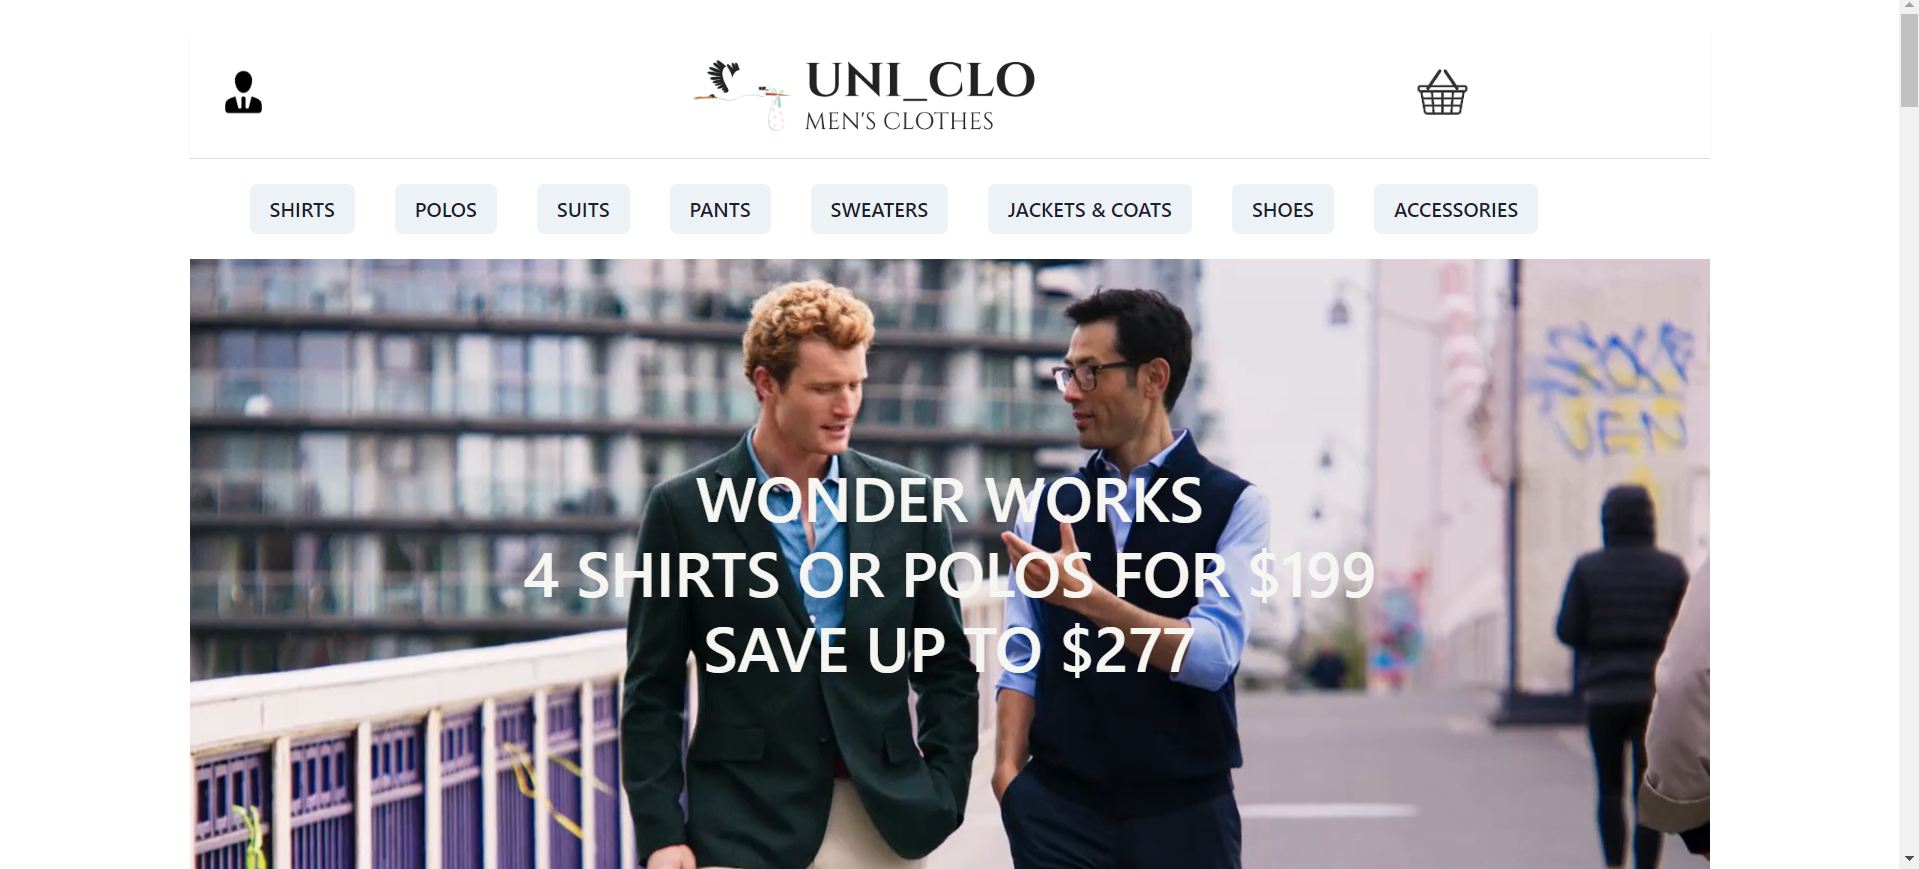 UNI_CLO
MEN'S CLOTHES
SHIRTS
POLOS
SUITS
PANTS
SWEATERS
JACKETS & COATS
SHOES
ACCESSORIES
WONDER WORKS
4 SHIRTS OR POLOS FOR $199
SAVE UP TO $277